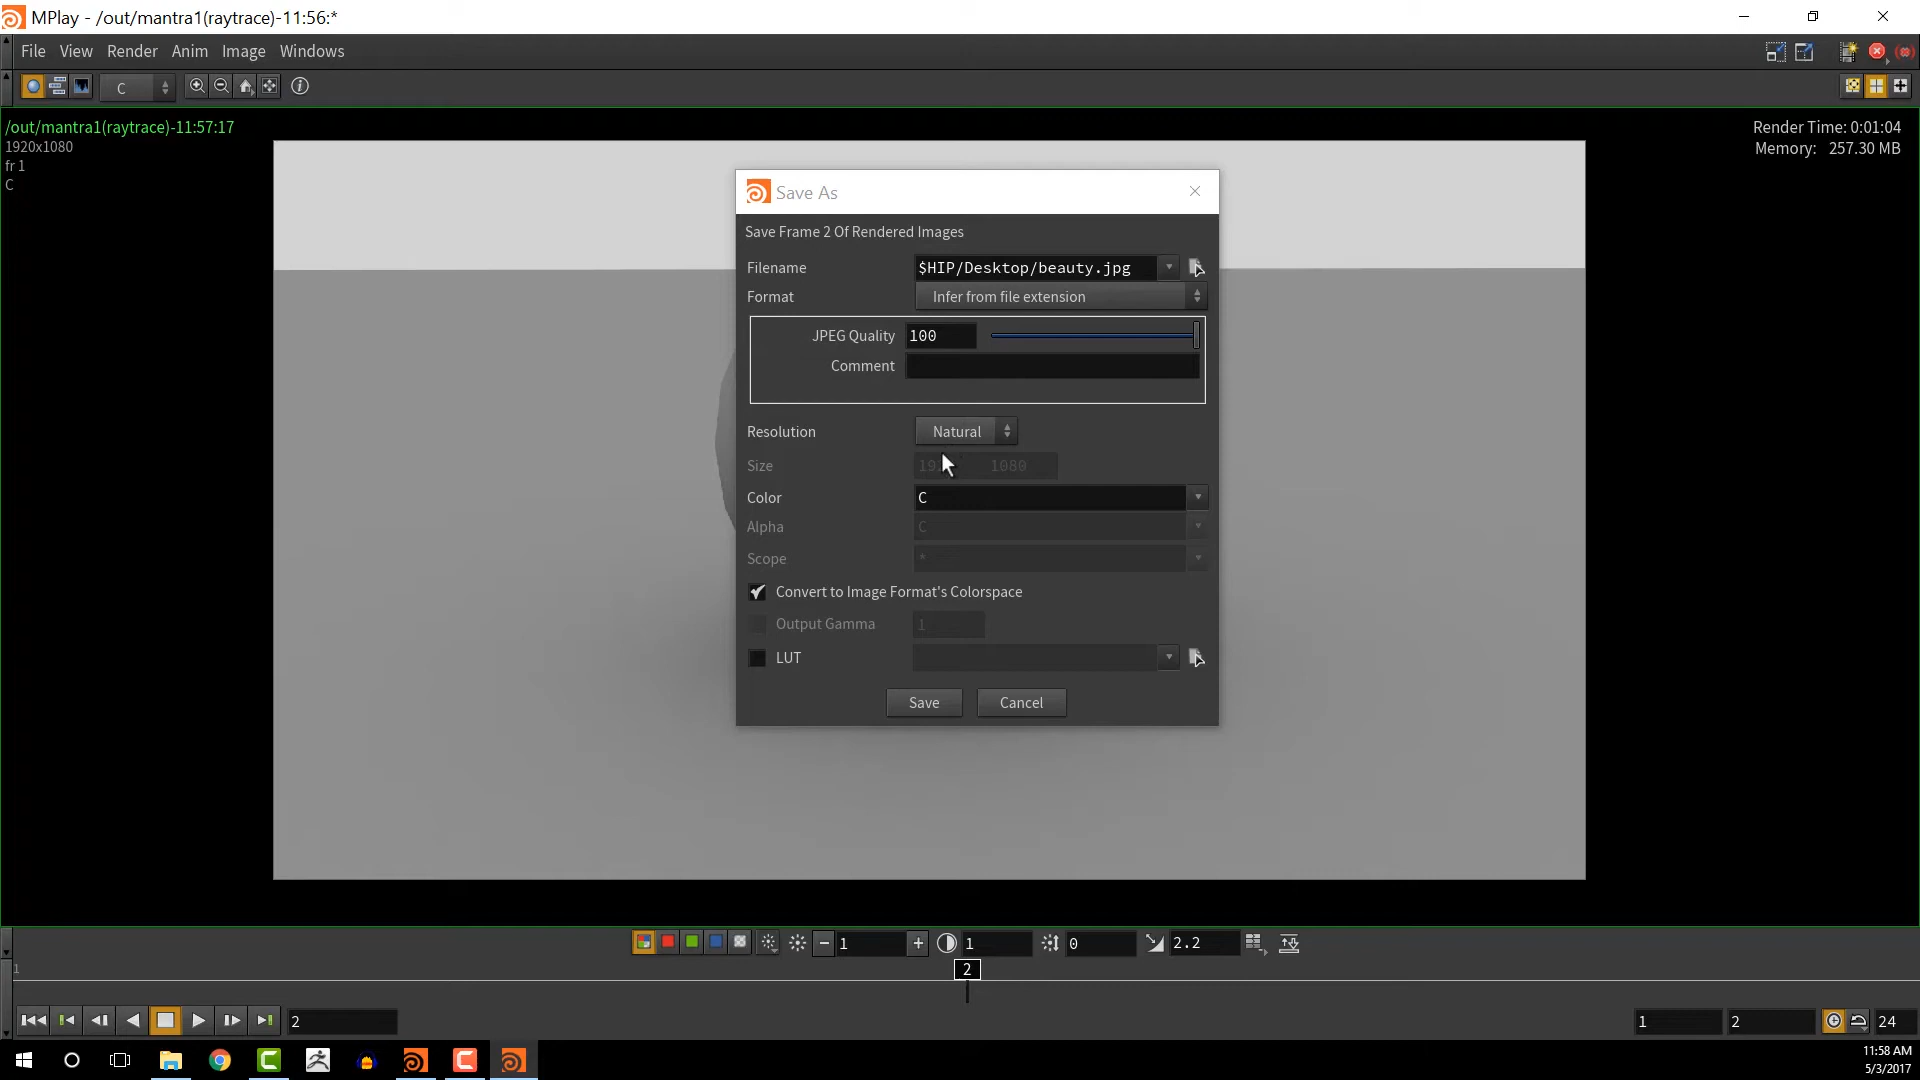 MPlay - /out/mantra1(raytrace)-11:56:*
File View Render Anim Image Windows
C
/out/mantra1(raytrace)-11:57:17
1920x1080
fr 1
C
Render Time: 0:01:04
Memory: 257.30 MB
Save As
Save Frame 2 Of Rendered Images
Filename $HIP/Desktop/beauty.jpg
Format Infer from file extension
JPEG Quality 100
Comment
Resolution Natural
Size 1080
Color C
Alpha C
Scope *
Convert to Image Format's Colorspace
Output Gamma 1
LUT
Save Cancel
1 1 0 2.2
1 2
2 1 2 24
11:58 AM
5/3/2017